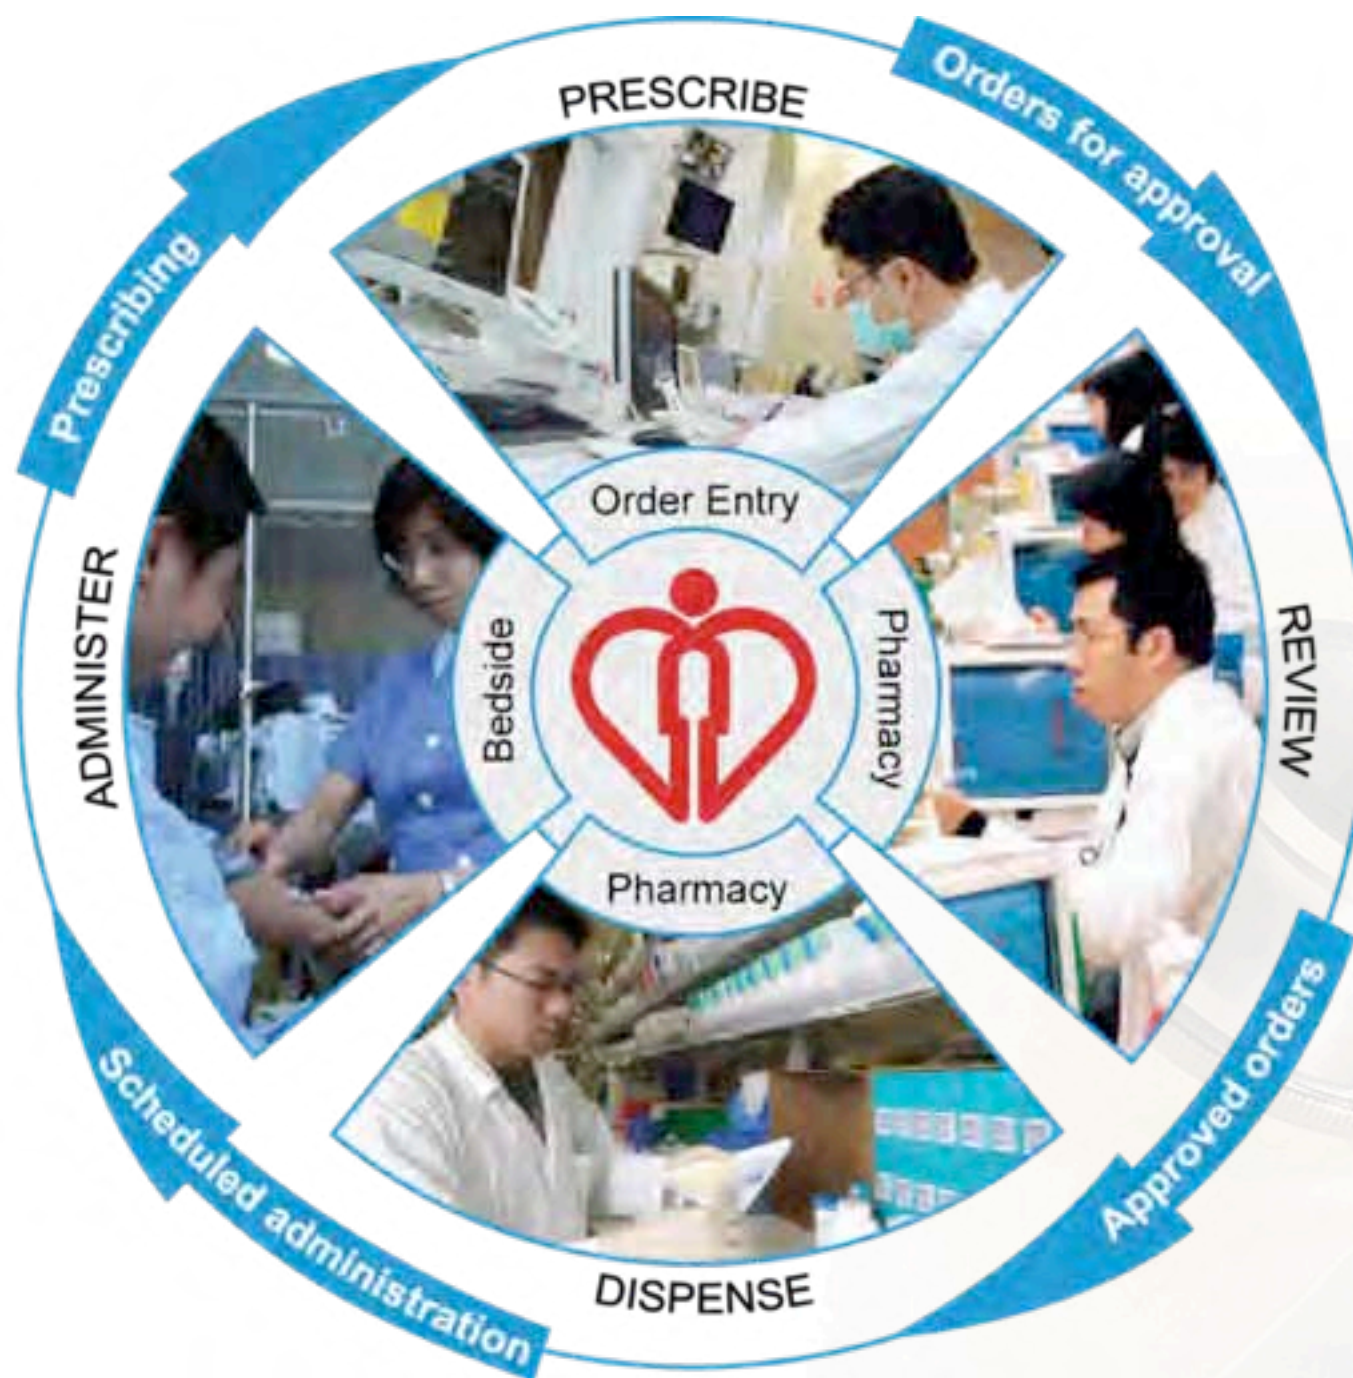 PRESCRIBE
Orders for approval
REVIEW
Approved orders
DISPENSE
Scheduled administration
ADMINISTER
Prescribing
Order Entry
Pharmacy
Pharmacy
Bedside